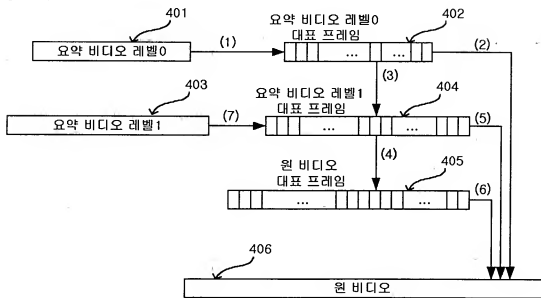 401
요약 비디오 레벨0
(1)
요약 비디오 레벨0
대표 프레임
402
... ...
(2)
(3)
403
요약 비디오 레벨1
(7)
요약 비디오 레벨1
대표 프레임
404
... ...
(5)
(4)
원 비디오
대표 프레임
405
... ...
(6)
406
원 비디오